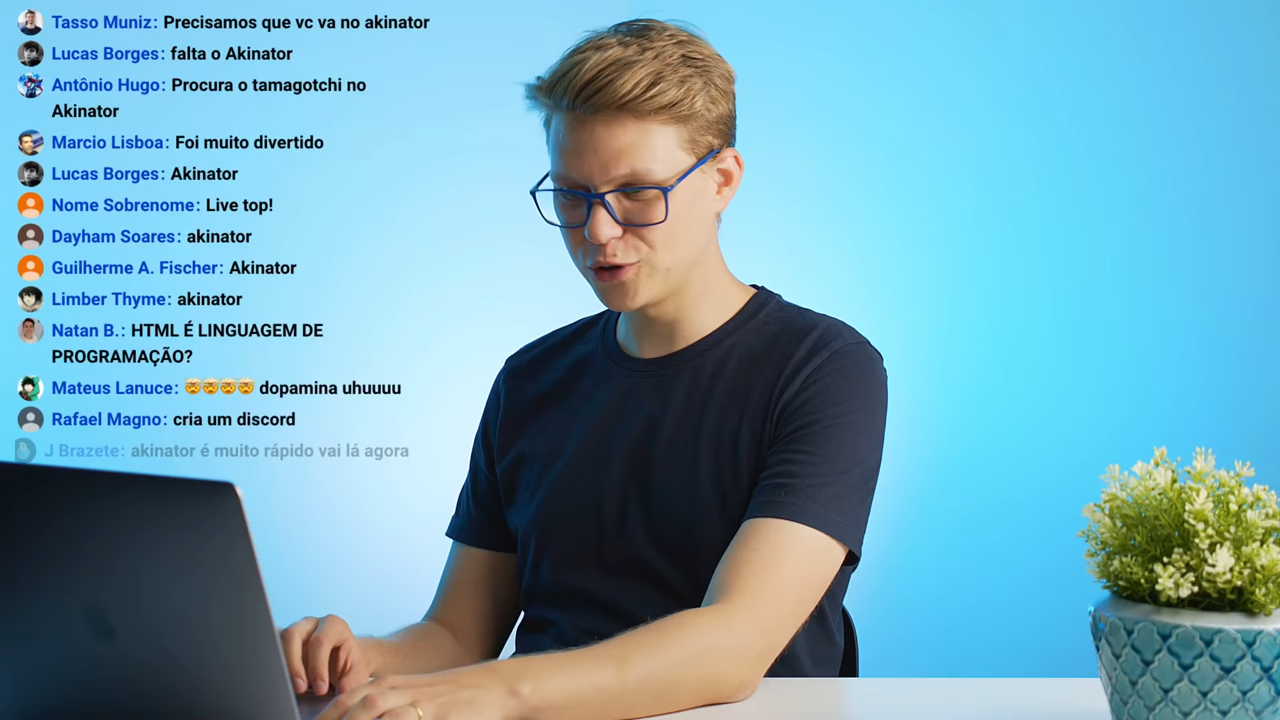 Tasso Muniz: Precisamos que vc va no akinator
Lucas Borges: falta o Akinator
Antônio Hugo: Procura o tamagotchi no
Akinator
Marcio Lisboa: Foi muito divertido
Lucas Borges: Akinator
Nome Sobrenome: Live top!
Dayham Soares: akinator
Guilherme A. Fischer: Akinator
Limber Thyme: akinator
Natan B.: HTML É LINGUAGEM DE
PROGRAMAÇÃO?
Mateus Lanuce: 🤯🤯🤯🤯 dopamina uhuuuu
Rafael Magno: cria um discord
J Brazete: akinator é muito rápido vai lá agora